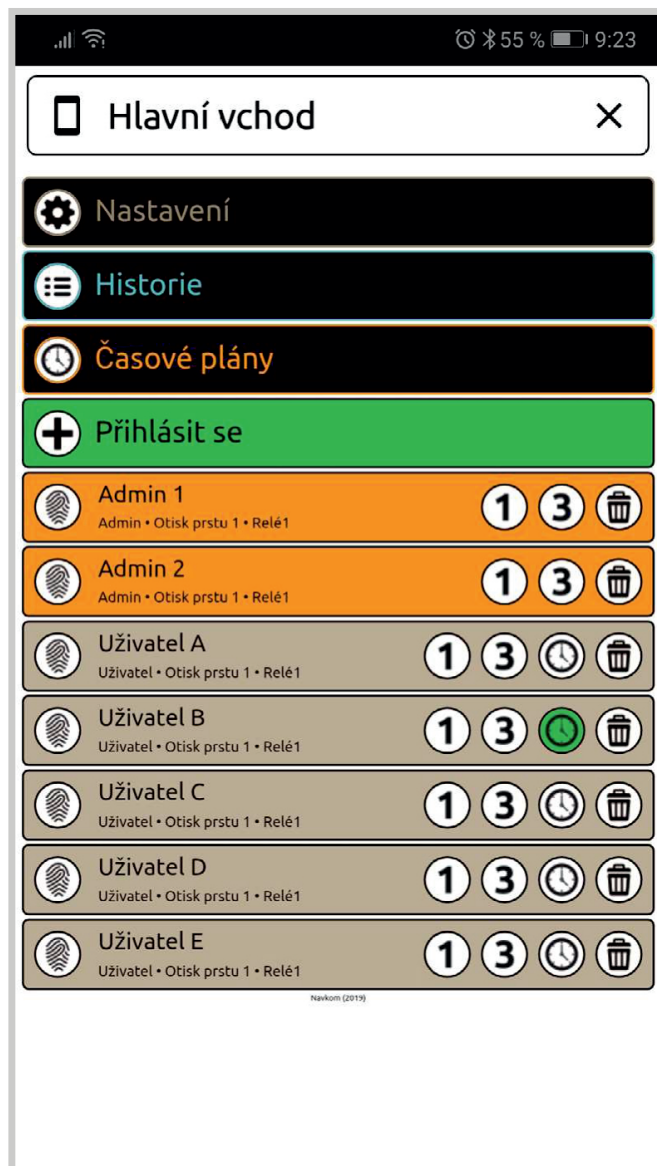 55 % 9:23
Hlavní vchod
Nastavení
Historie
Časové plány
Přihlásit se
Admin 1
1 3
Admin • Otisk prstu 1 • Relé1
Admin 2
1 3
Admin • Otisk prstu 1 • Relé1
Uživatel A
1 3
Uživatel • Otisk prstu 1 • Relé1
Uživatel B
1 3
Uživatel • Otisk prstu 1 • Relé1
Uživatel C
1 3
Uživatel • Otisk prstu 1 • Relé1
Uživatel D
1 3
Uživatel • Otisk prstu 1 • Relé1
Uživatel E
1 3
Uživatel • Otisk prstu 1 • Relé1
Navkom (2019)